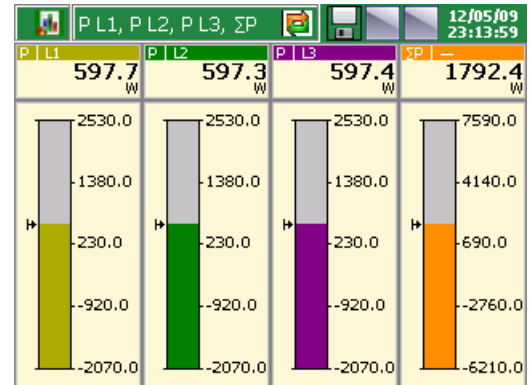 P L1, P L2, P L3, ΣP
12/05/09
23:13:59
P L1
597.7
W
P L2
597.3
W
P L3
597.4
W
ΣP —
1792.4
W
2530.0
1380.0
230.0
-920.0
-2070.0
2530.0
1380.0
230.0
-920.0
-2070.0
2530.0
1380.0
230.0
-920.0
-2070.0
7590.0
4140.0
690.0
-2760.0
-6210.0